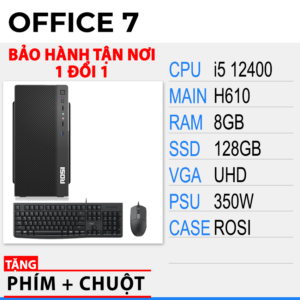 OFFICE 7
BẢO HÀNH TẬN NƠI
1 ĐỔI 1
CPU i5 12400
MAIN H610
RAM 8GB
SSD 128GB
VGA UHD
PSU 350W
CASE ROSI
ROSI
TẶNG
PHÍM + CHUỘT